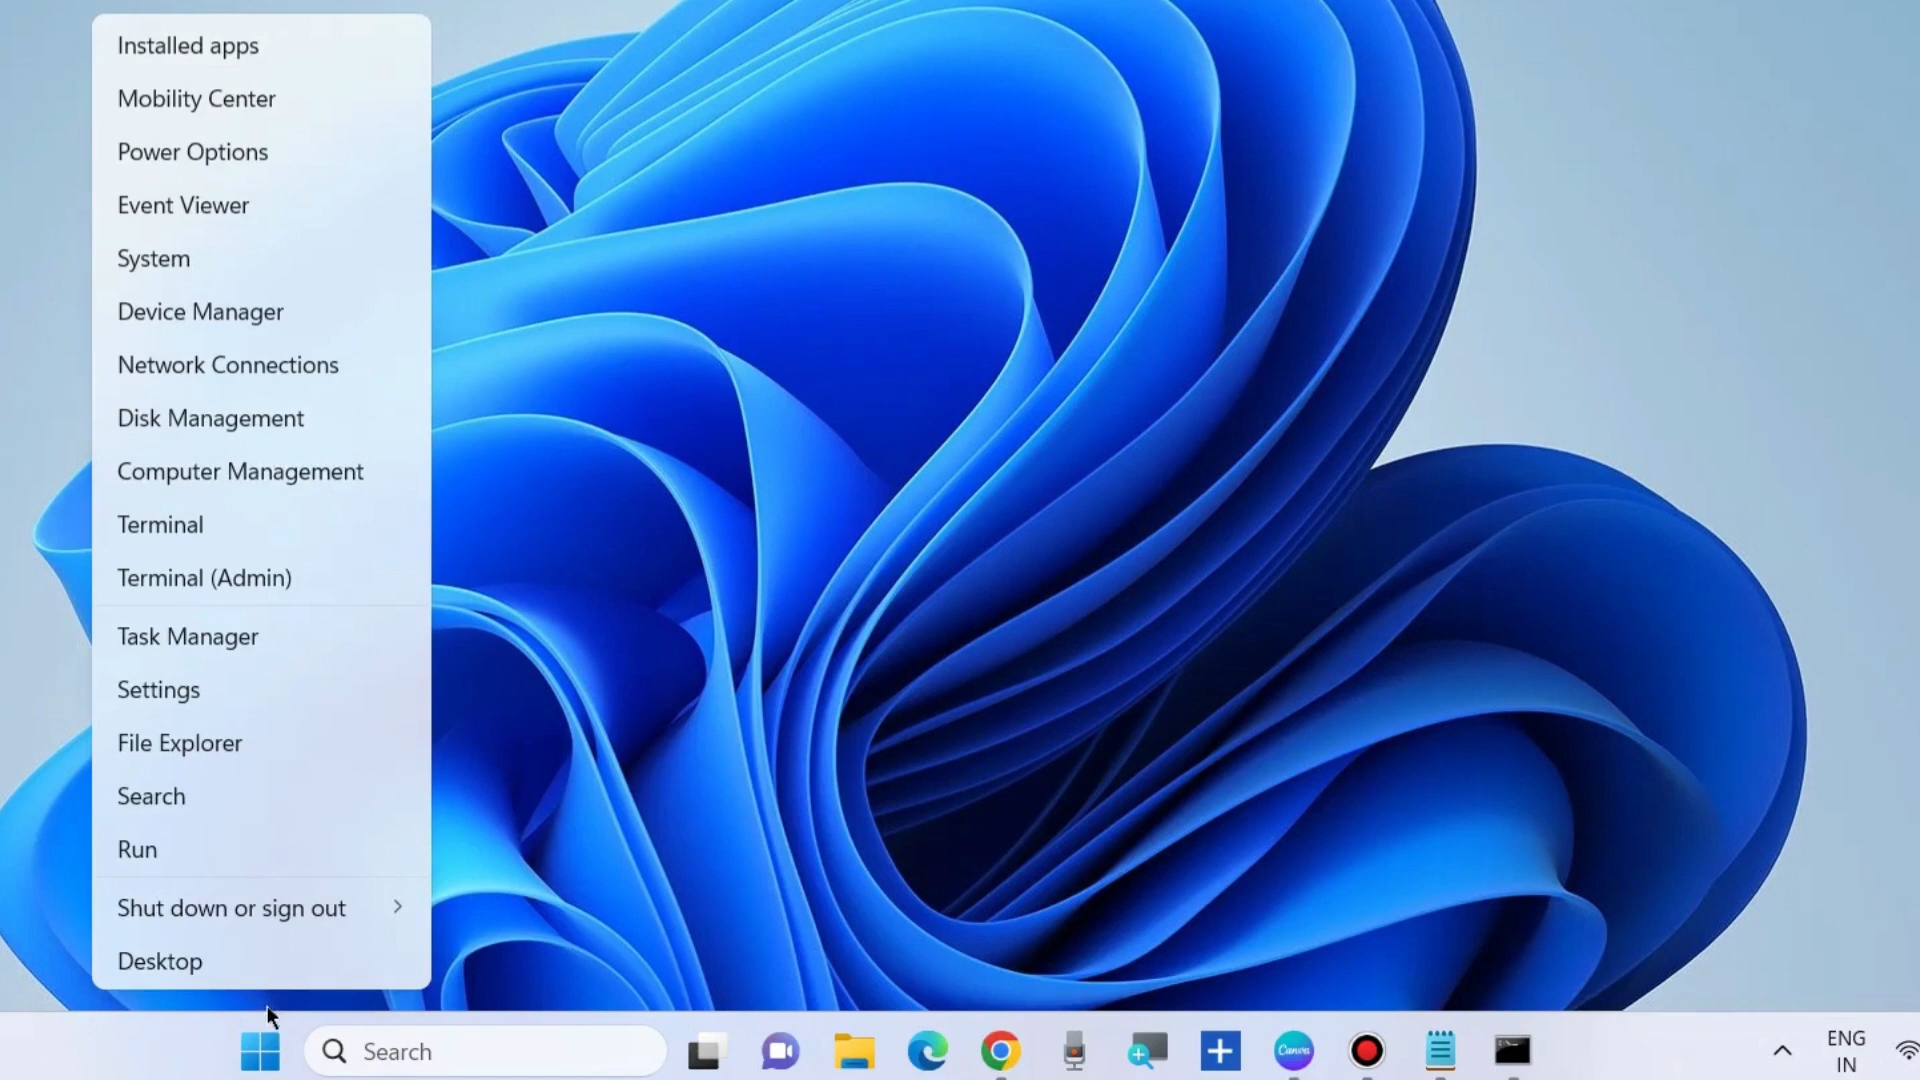 Installed apps
Mobility Center
Power Options
Event Viewer
System
Device Manager
Network Connections
Disk Management
Computer Management
Terminal
Terminal (Admin)
Task Manager
Settings
File Explorer
Search
Run
Shut down or sign out
Desktop
Search
Canva
ENG
IN